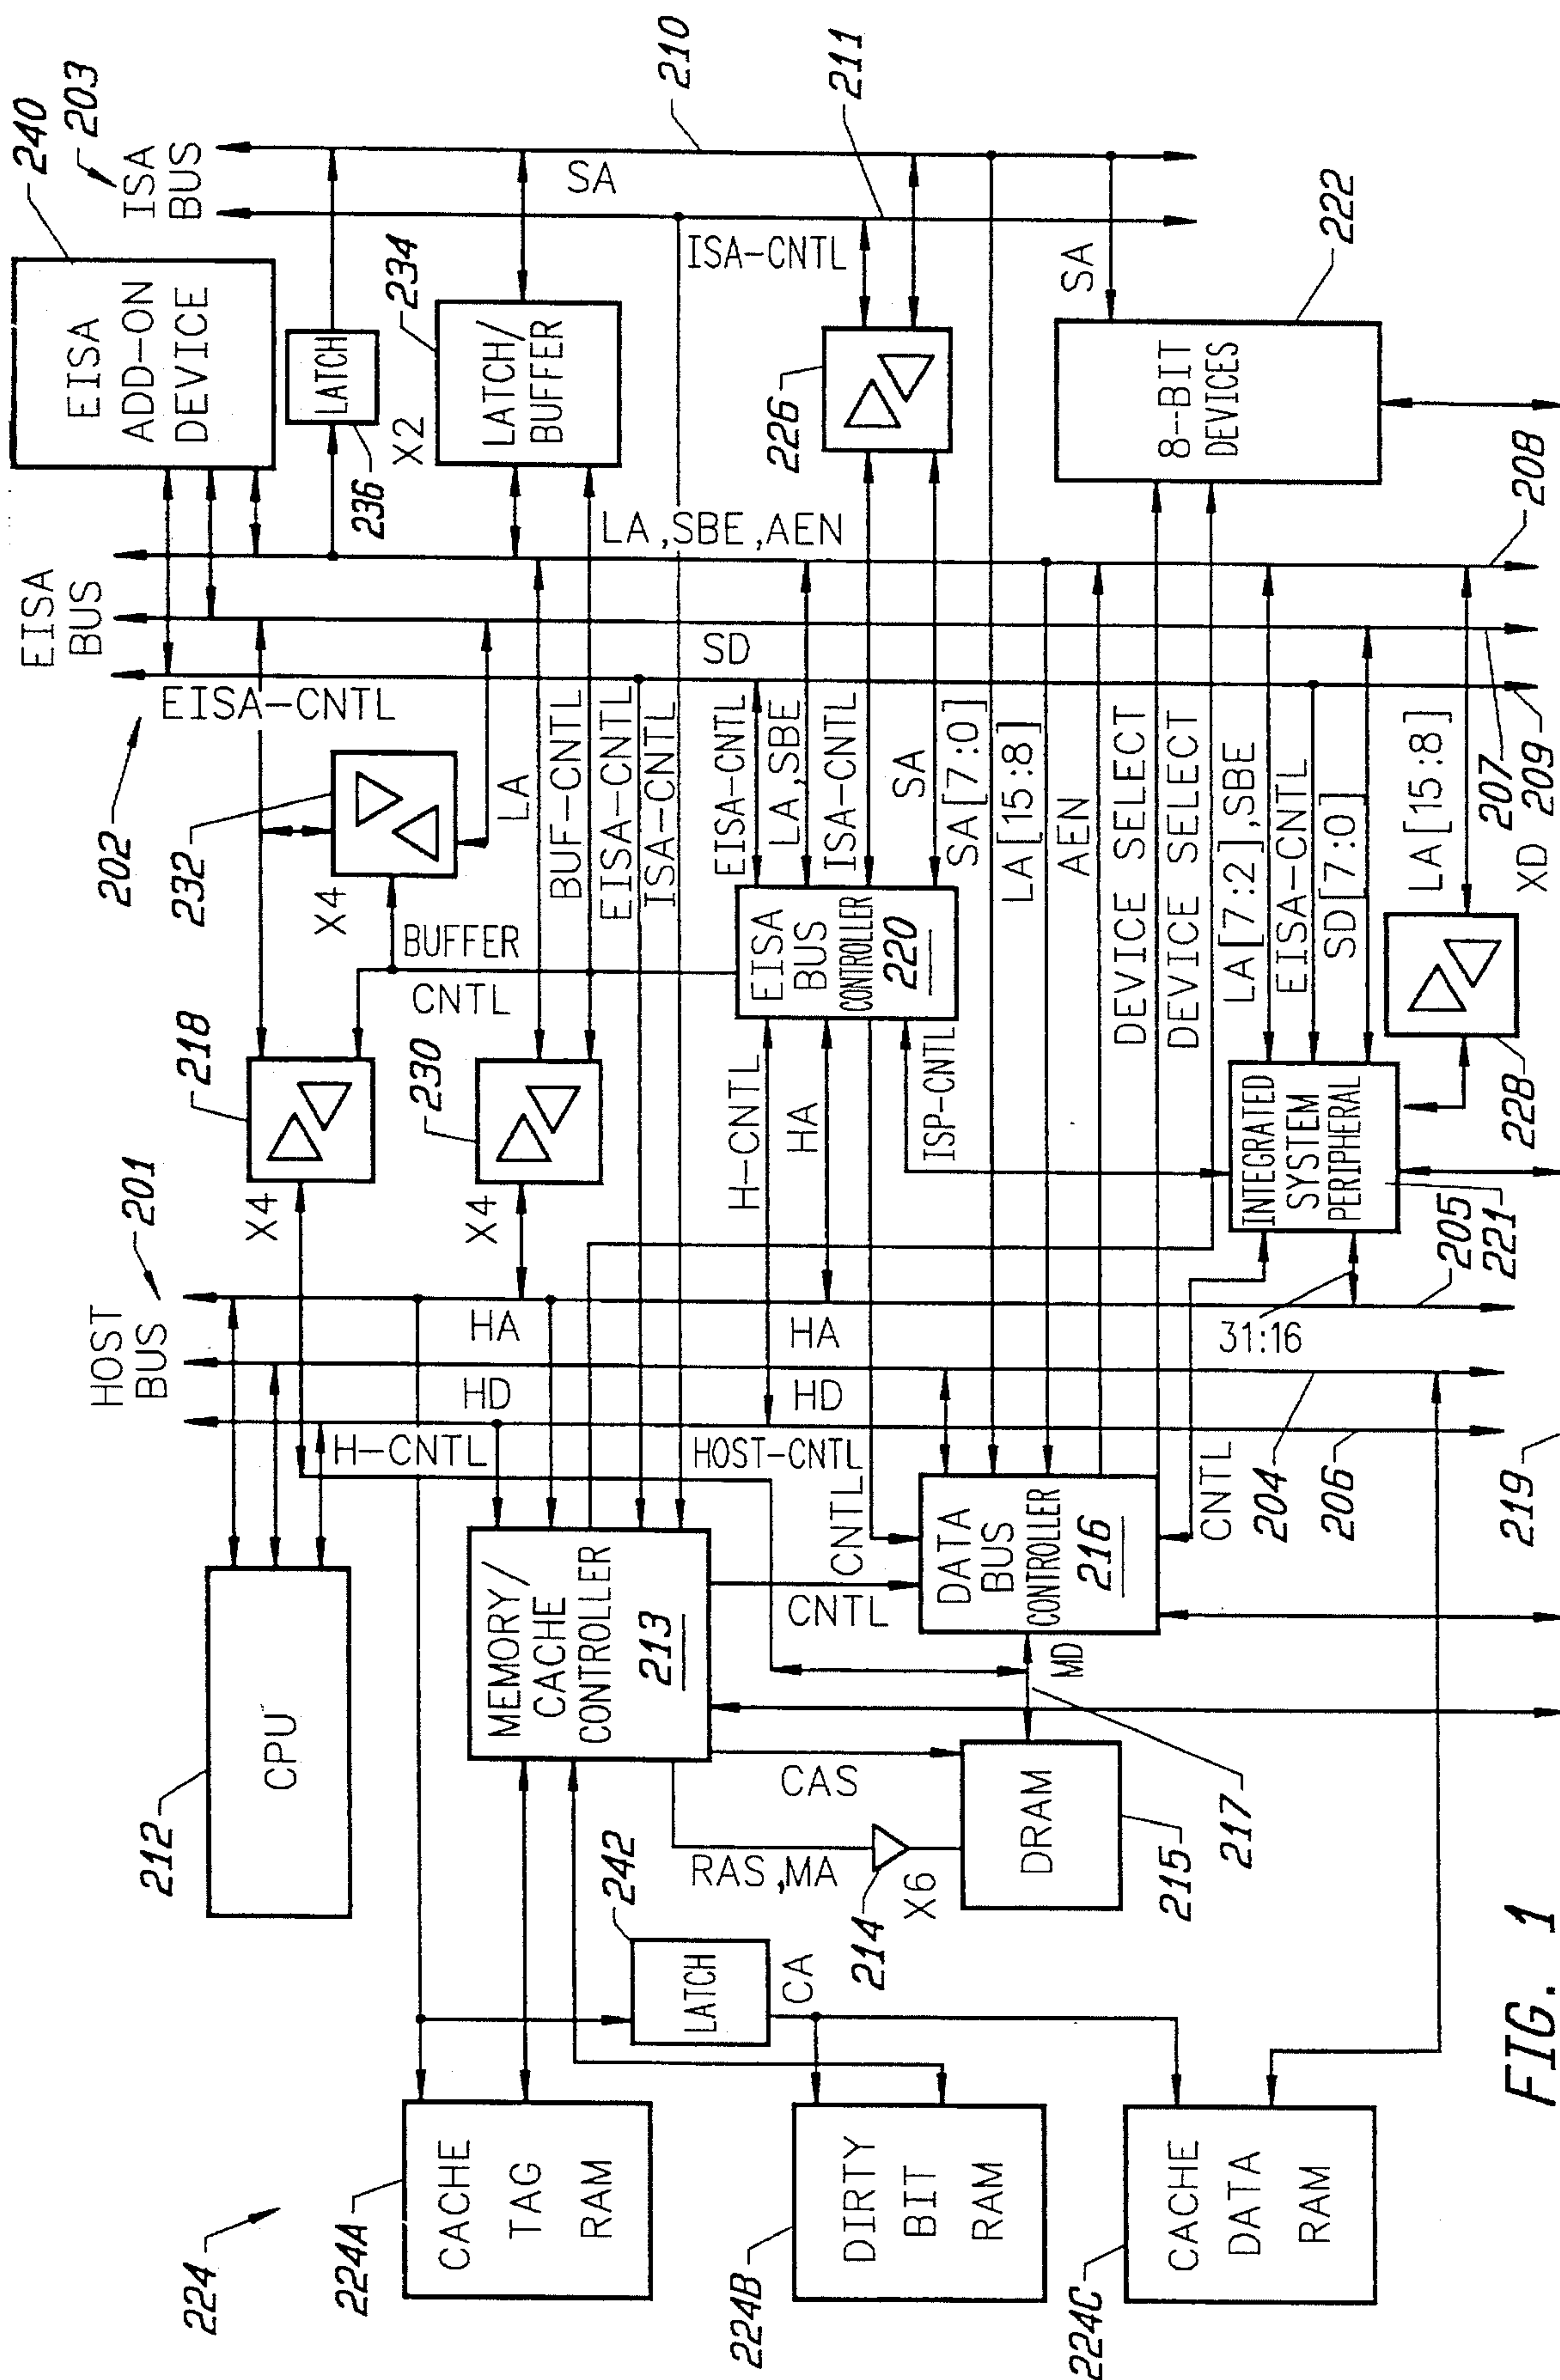 224
224A
CACHE
TAG
RAM
224B
DIRTY
BIT
RAM
224C
CACHE
DATA
RAM
212
CPU
242
LATCH
CA
MEMORY/
CACHE
CONTROLLER
213
RAS,MA
CAS
214
X6
DRAM
215
217
MD
CNTL
CNTL
DATA
BUS
CONTROLLER
216
HOST
BUS
201
H-CNTL
HD
HA
HOST-CNTL
HD
HA
CNTL
204
206
219
31:16
205
221
218
X4
230
X4
H-CNTL
HA
ISP-CNTL
INTEGRATED
SYSTEM
PERIPHERAL
228
202
232
X4
BUFFER
CNTL
EISA
BUS
CONTROLLER
220
EISA
BUS
EISA-CNTL
LA
BUF-CNTL
EISA-CNTL
ISA-CNTL
SD
LA,SBE,AEN
EISA-CNTL
LA,SBE
ISA-CNTL
SA
SA[7:0]
LA[15:8]
AEN
DEVICE SELECT
DEVICE SELECT
LA[7:2],SBE
EISA-CNTL
SD[7:0]
LA[15:8]
207
XD 209
208
240
EISA
ADD-ON
DEVICE
236
LATCH
X2
234
LATCH/
BUFFER
226
8-BIT
DEVICES
222
ISA
BUS
203
SA
ISA-CNTL
SA
210
211
FIG. 1